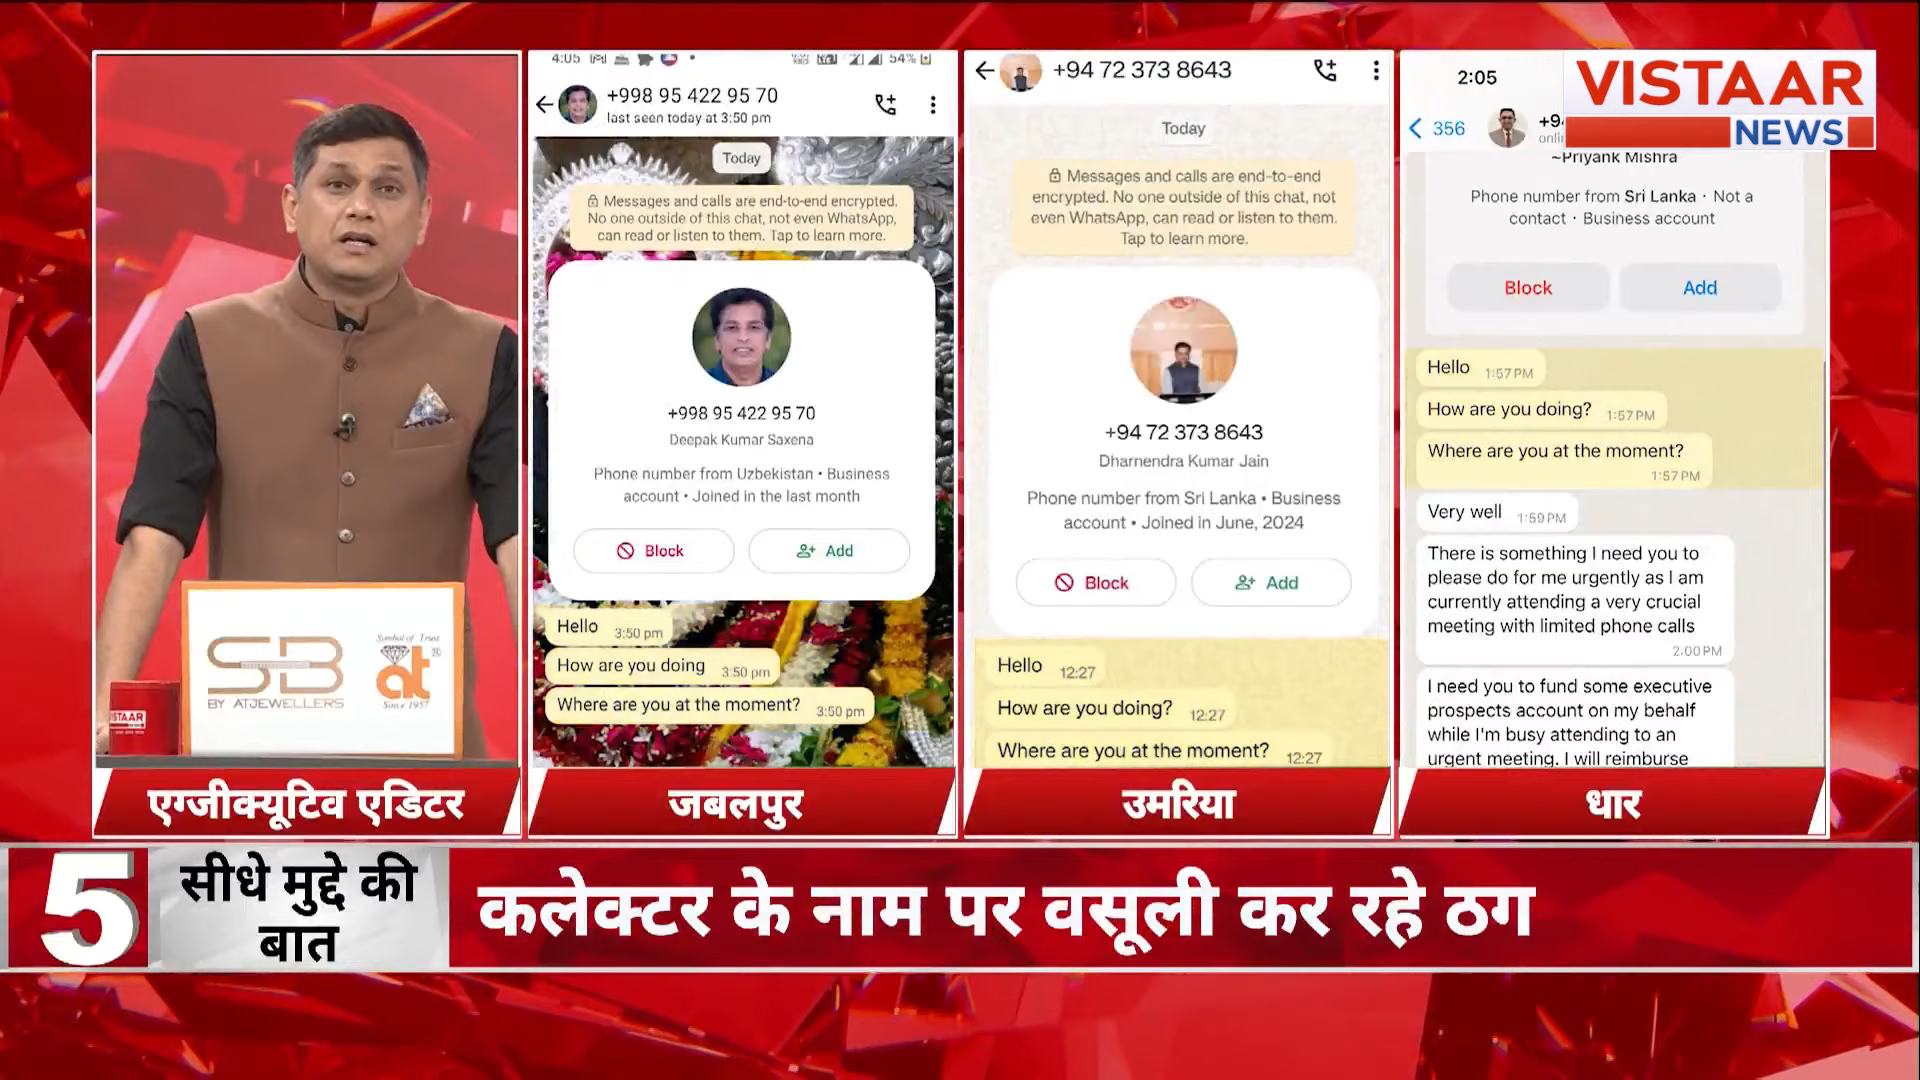 VISTAAR
NEWS
SB
BY ATJEWELLERS
Symbol of Trust
at
Since 1957
एग्जीक्यूटिव एडिटर
4:05
54%
+998 95 422 95 70
last seen today at 3:50 pm
Today
Messages and calls are end-to-end encrypted.
No one outside of this chat, not even WhatsApp,
can read or listen to them. Tap to learn more.
+998 95 422 95 70
Deepak Kumar Saxena
Phone number from Uzbekistan • Business
account • Joined in the last month
Block
Add
Hello 3:50 pm
How are you doing 3:50 pm
Where are you at the moment? 3:50 pm
जबलपुर
+94 72 373 8643
Today
Messages and calls are end-to-end
encrypted. No one outside of this chat, not
even WhatsApp, can read or listen to them.
Tap to learn more.
+94 72 373 8643
Dharnendra Kumar Jain
Phone number from Sri Lanka • Business
account • Joined in June, 2024
Block
Add
Hello 12:27
How are you doing? 12:27
Where are you at the moment? 12:27
उमरिया
2:05
356
~Priyank Mishra
Phone number from Sri Lanka · Not a
contact · Business account
Block
Add
Hello 1:57 PM
How are you doing? 1:57 PM
Where are you at the moment?
1:57 PM
Very well 1:59 PM
There is something I need you to
please do for me urgently as I am
currently attending a very crucial
meeting with limited phone calls
2:00 PM
I need you to fund some executive
prospects account on my behalf
while I'm busy attending to an
urgent meeting. I will reimburse
धार
5
सीधे मुद्दे की
बात
कलेक्टर के नाम पर वसूली कर रहे ठग